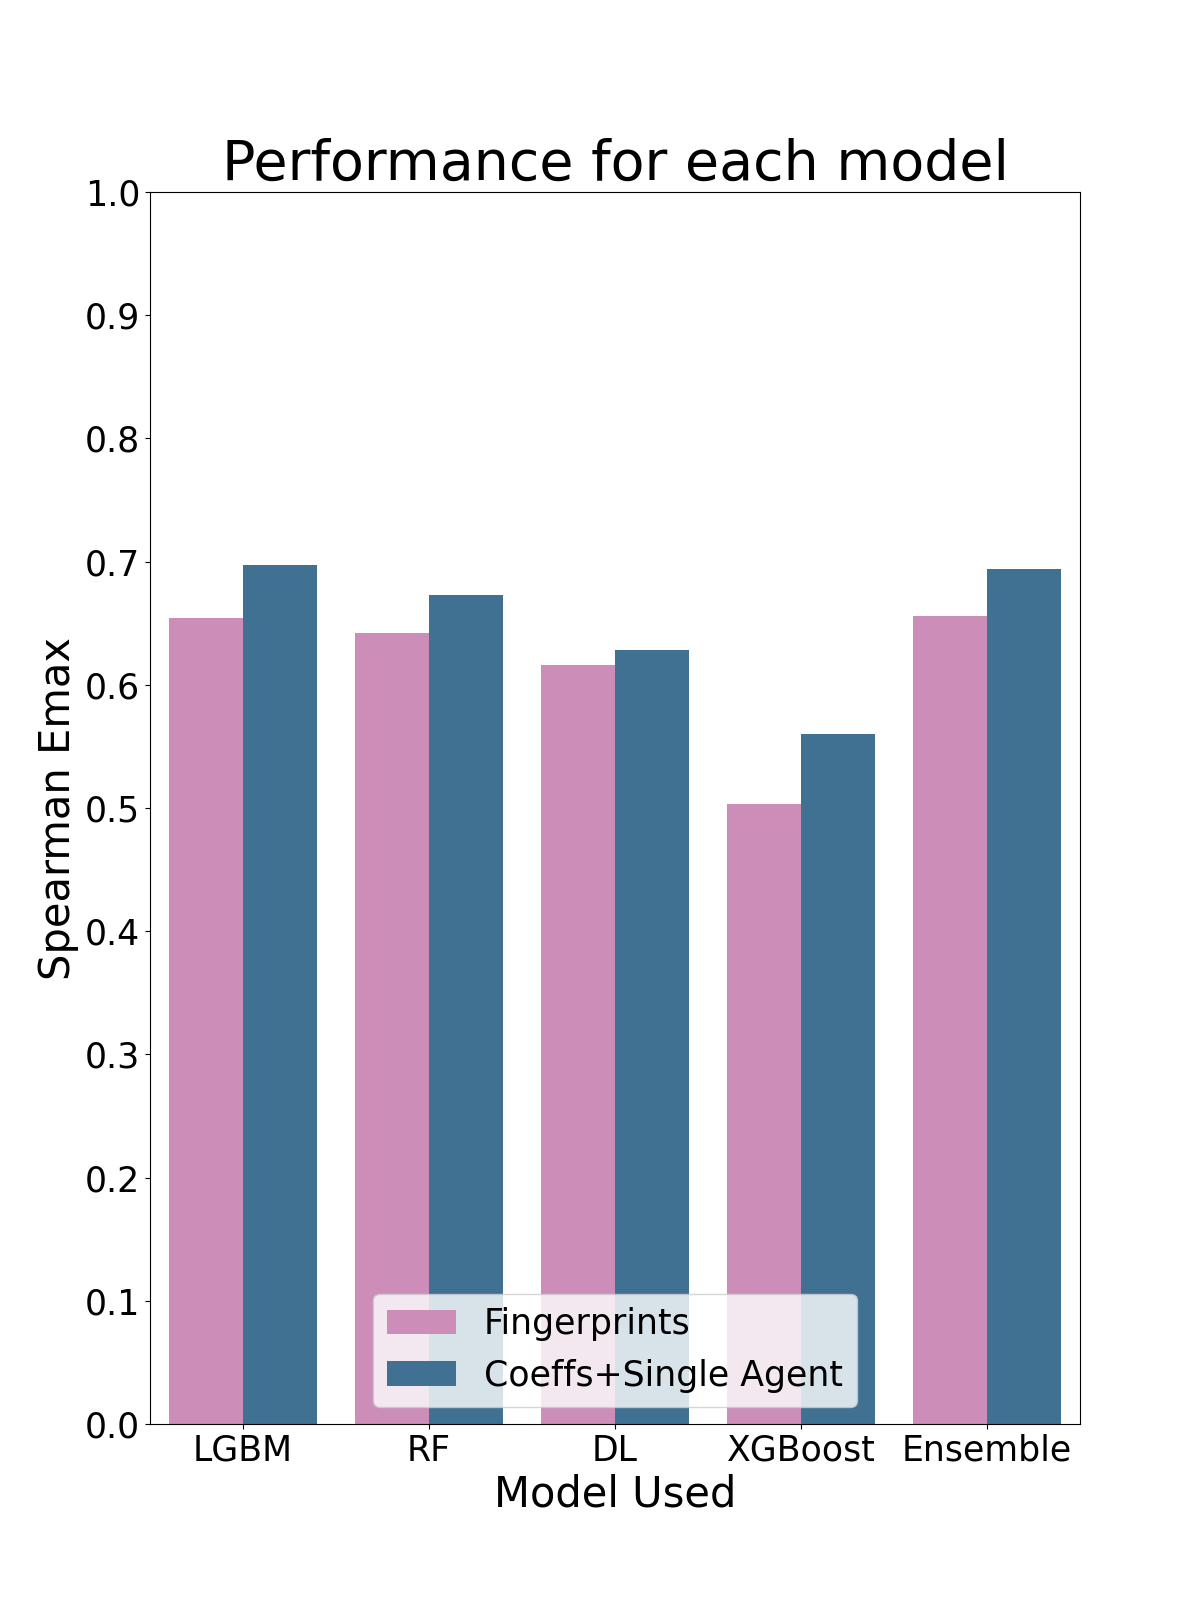 Performance for each model
1.0
0.9
0.8
0.7
0.6
0.5
0.4
0.3
0.2
0.1
0.0
Spearman Emax
Fingerprints
Coeffs+Single Agent
LGBM RF DL XGBoost Ensemble
Model Used